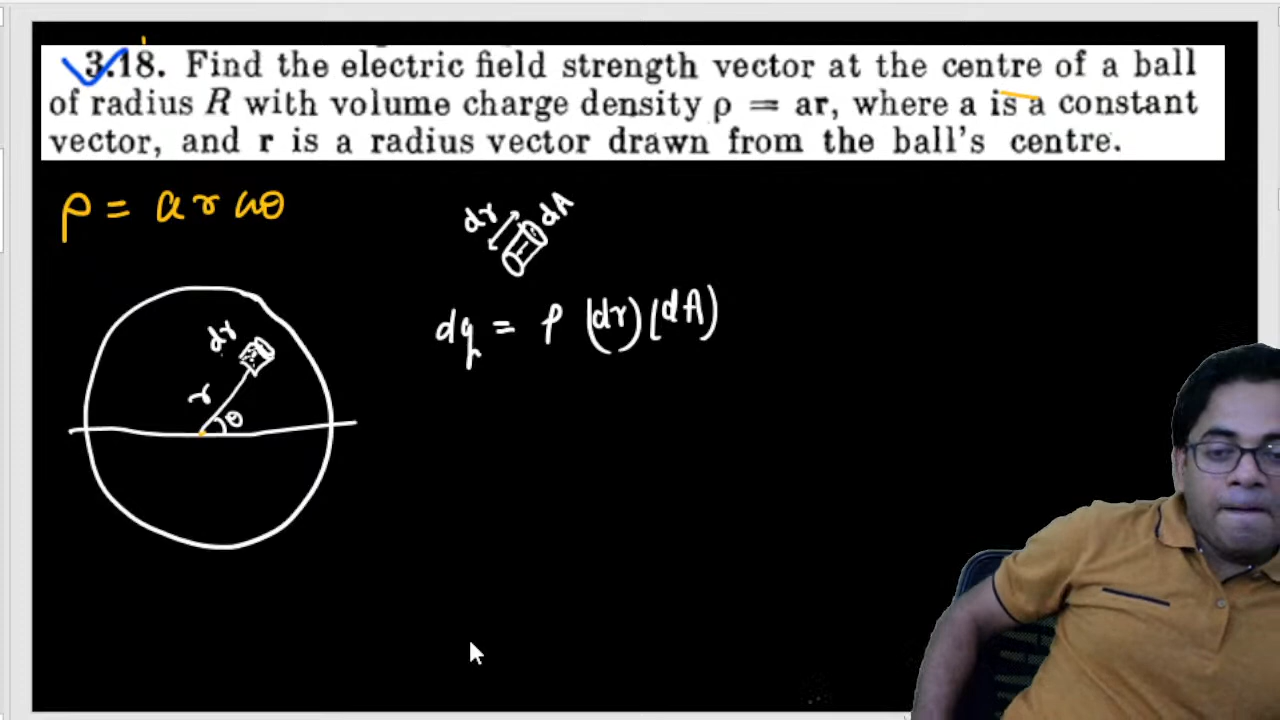 3.18. Find the electric field strength vector at the centre of a ball
of radius R with volume charge density ρ = ar, where a is a constant
vector, and r is a radius vector drawn from the ball's centre.
ρ = a r cosθ
dr dA
dq = ρ (dr)(dA)
dr
r
θ